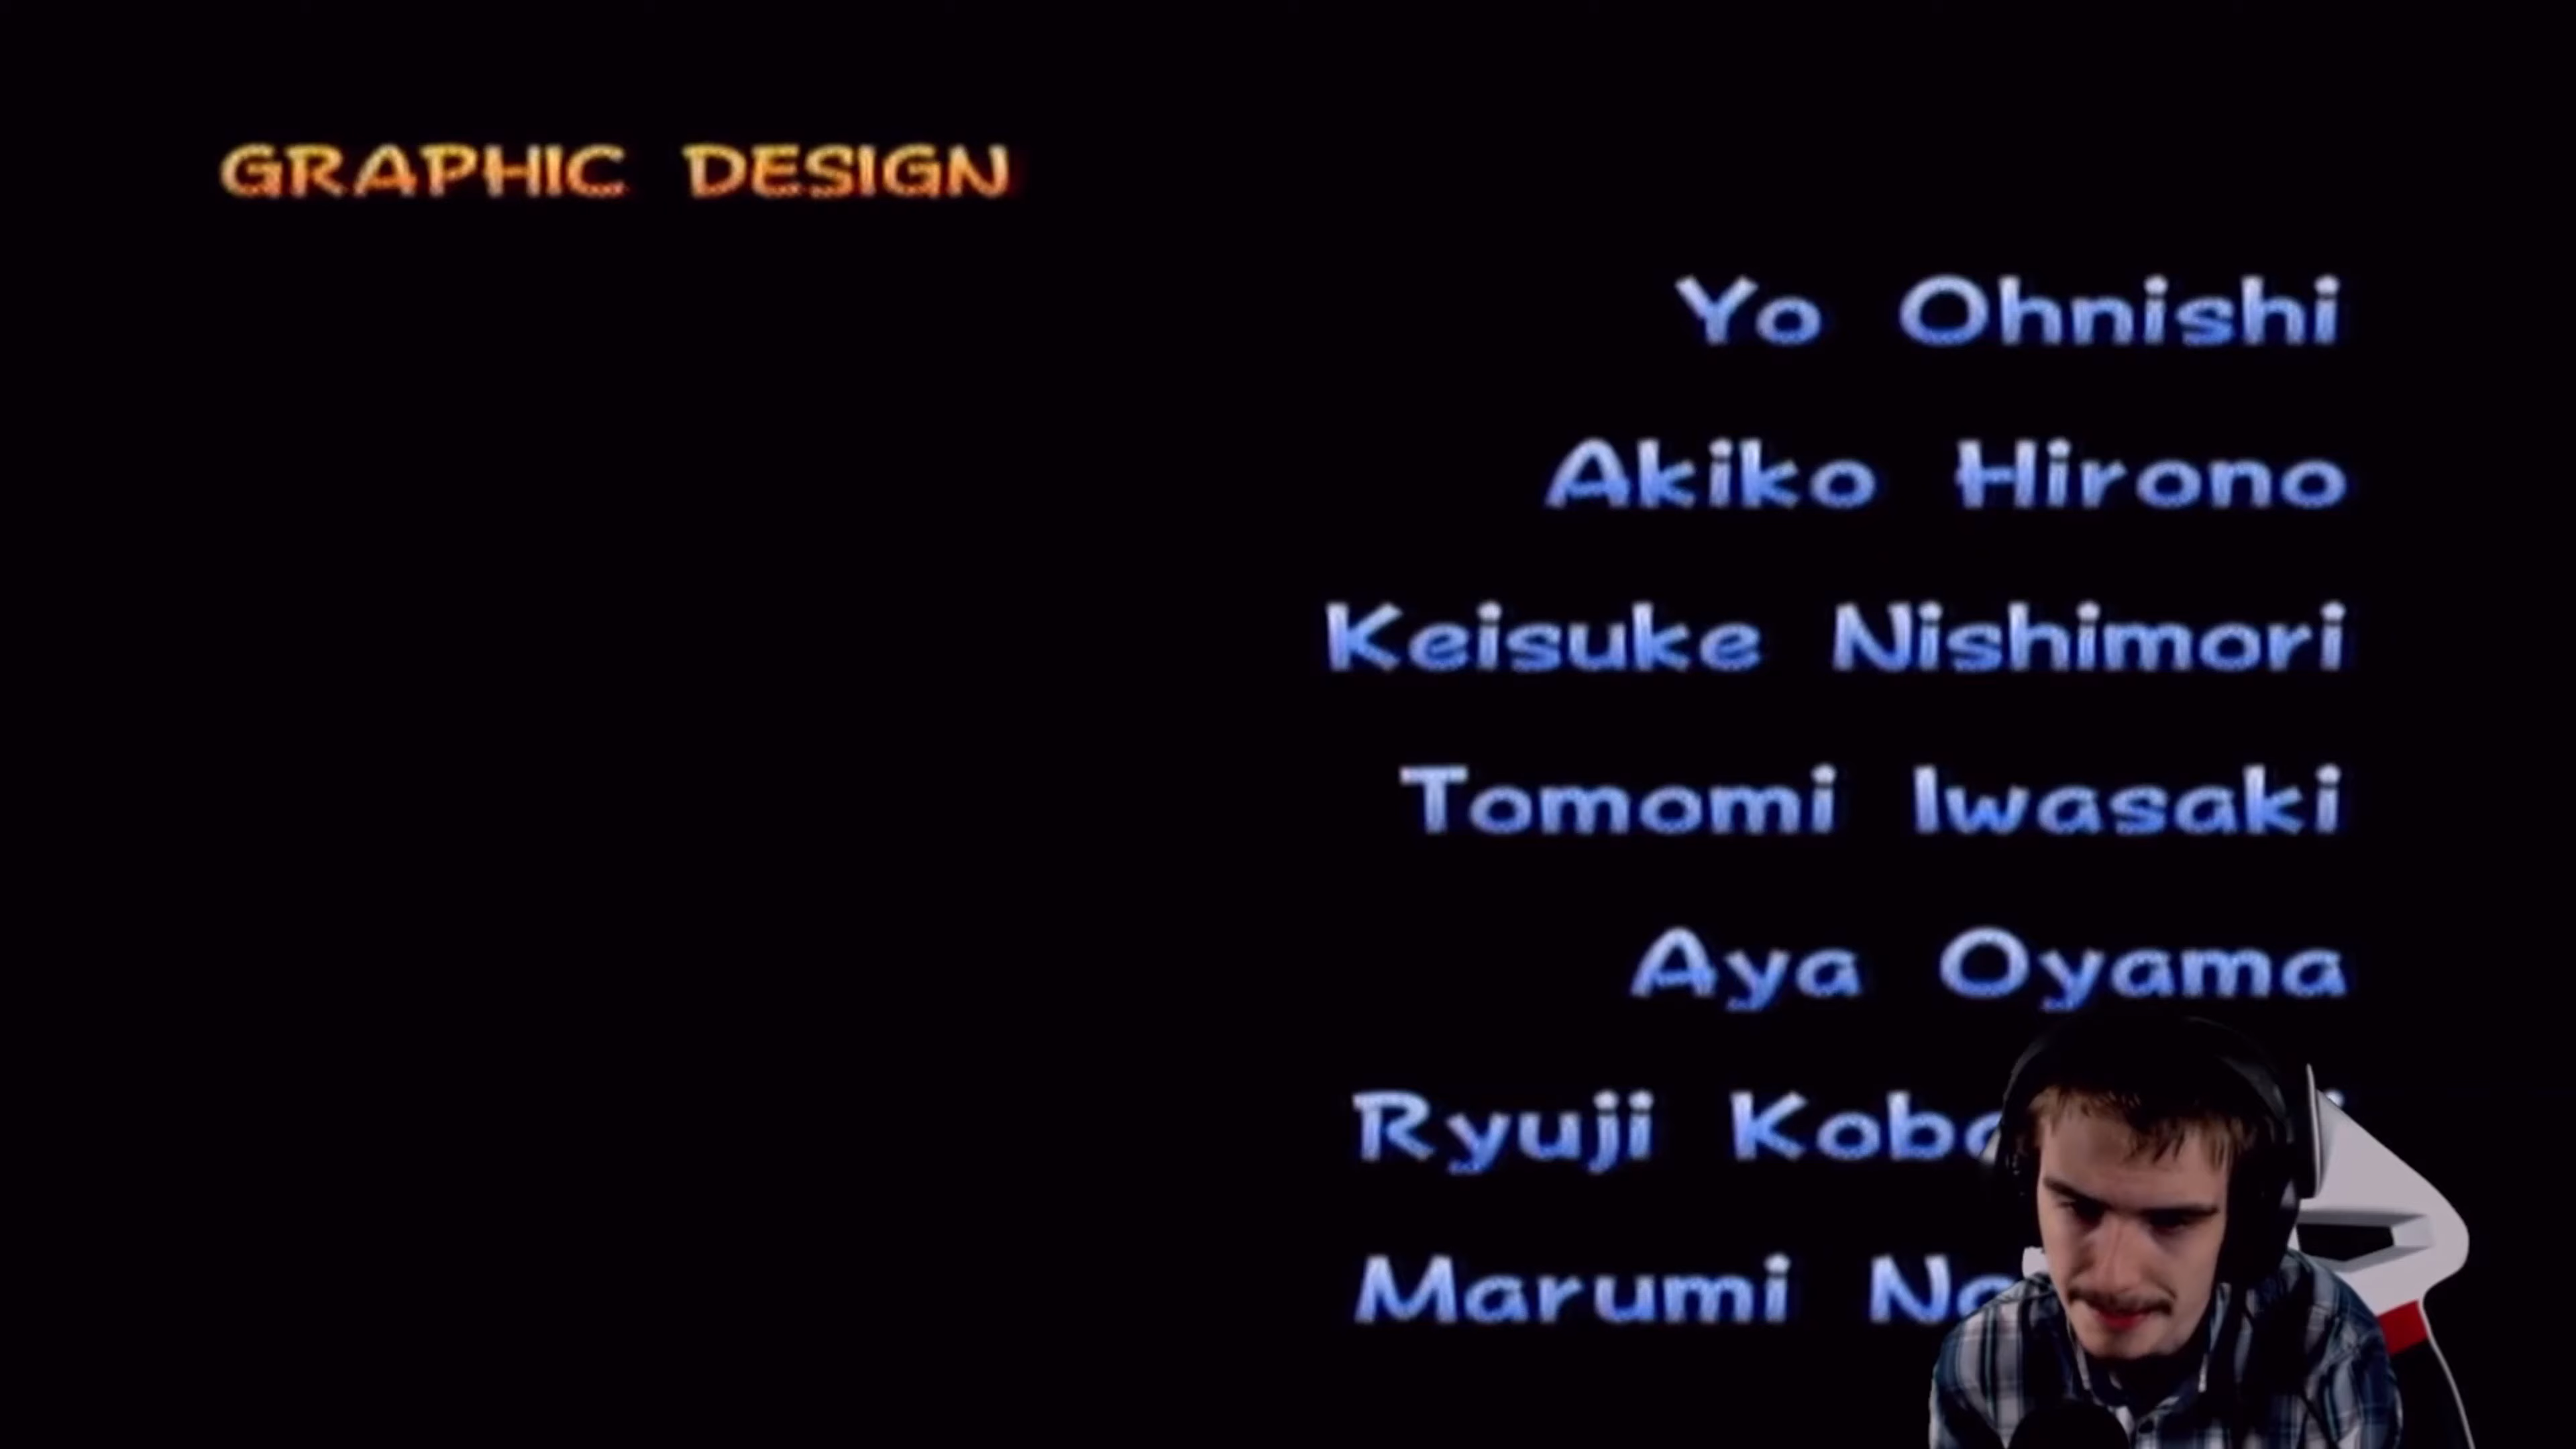 GRAPHIC DESIGN
Yo Ohnishi
Akiko Hirono
Keisuke Nishimori
Tomomi Iwasaki
Aya Oyama
Ryuji
Marumi